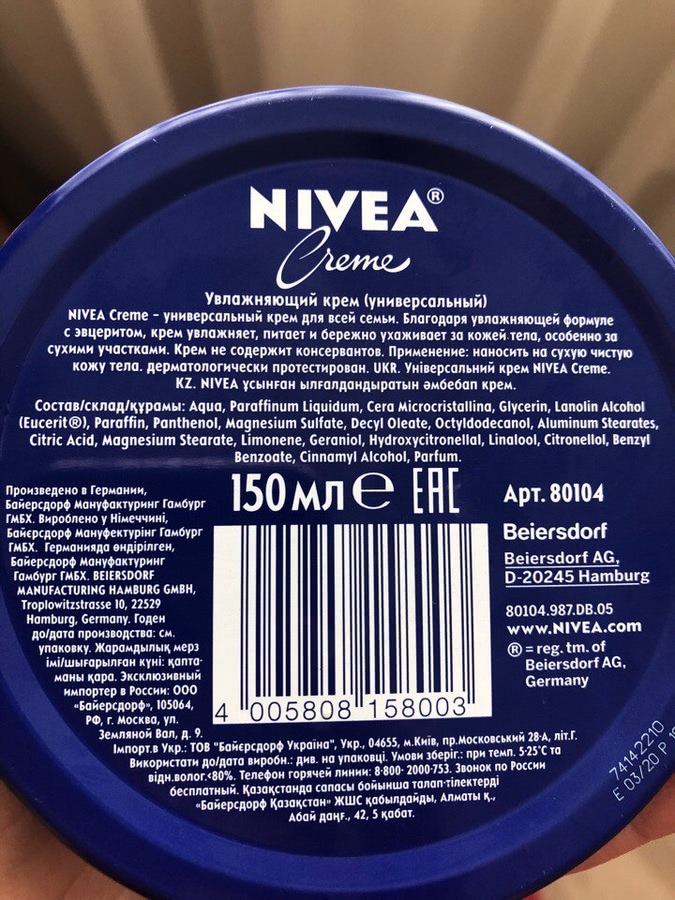 NIVEA®
Creme
Увлажняющий крем (универсальный)
NIVEA Creme – универсальный крем для всей семьи. Благодаря увлажняющей формуле
с эвцеритом, крем увлажняет, питает и бережно ухаживает за кожей тела, особенно за
сухими участками. Крем не содержит консервантов. Применение: наносить на сухую чистую
кожу тела. дерматологически протестирован. UKR. Універсальний крем NIVEA Creme.
KZ. NIVEA ұсынған ылғалдандыратын әмбебап крем.
Состав/склад/құрамы: Aqua, Paraffinum Liquidum, Cera Microcristallina, Glycerin, Lanolin Alcohol
(Eucerit®), Paraffin, Panthenol, Magnesium Sulfate, Decyl Oleate, Octyldodecanol, Aluminum Stearates,
Citric Acid, Magnesium Stearate, Limonene, Geraniol, Hydroxycitronellal, Linalool, Citronellol, Benzyl
Benzoate, Cinnamyl Alcohol, Parfum.
Произведено в Германии,
Байерсдорф Мануфактуринг Гамбург
ГМБХ. Вироблено у Німеччині,
Байєрсдорф Мануфектурінг Гамбург
ГМБХ. Германияда өндірілген,
Байерсдорф Мануфактуринг
Гамбург ГМБХ. BEIERSDORF
MANUFACTURING HAMBURG GMBH,
Troplowitzstrasse 10, 22529
Hamburg, Germany. Годен
до/дата производства: см.
упаковку. Жарамдылық мерз
імі/шығарылған күні: қапта-
маны қара. Эксклюзивный
импортер в России: ООО
«Байерсдорф», 105064,
РФ, г. Москва, ул.
Земляной Вал, д. 9.
150 мл e EAC
4 005808 158003
Арт. 80104
Beiersdorf
Beiersdorf AG,
D-20245 Hamburg
80104.987.DB.05
www.NIVEA.com
® = reg. tm. of
Beiersdorf AG,
Germany
Імпорт.в Укр.: ТОВ "Байєрсдорф Україна", Укр., 04655, м.Київ, пр.Московський 28-А, літ.Г.
Використати до/дата виробн.: див. на упаковці. Умови зберіг.: при темп. 5-25°С та
відн.волог.<80%. Телефон горячей линии: 8-800- 2000-753. Звонок по России
бесплатный. Қазақстанда сапасы бойынша талап-тілектерді
«Байерсдорф Қазақстан» ЖШС қабылдайды, Алматы қ.,
Абай даңғ., 42, 5 қабат.
74142210
E 03/20 P